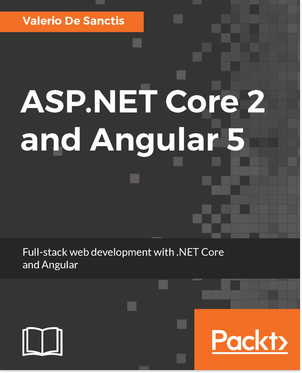 Valerio De Sanctis
ASP.NET Core 2
and Angular 5
Full-stack web development with .NET Core
and Angular
Packt>